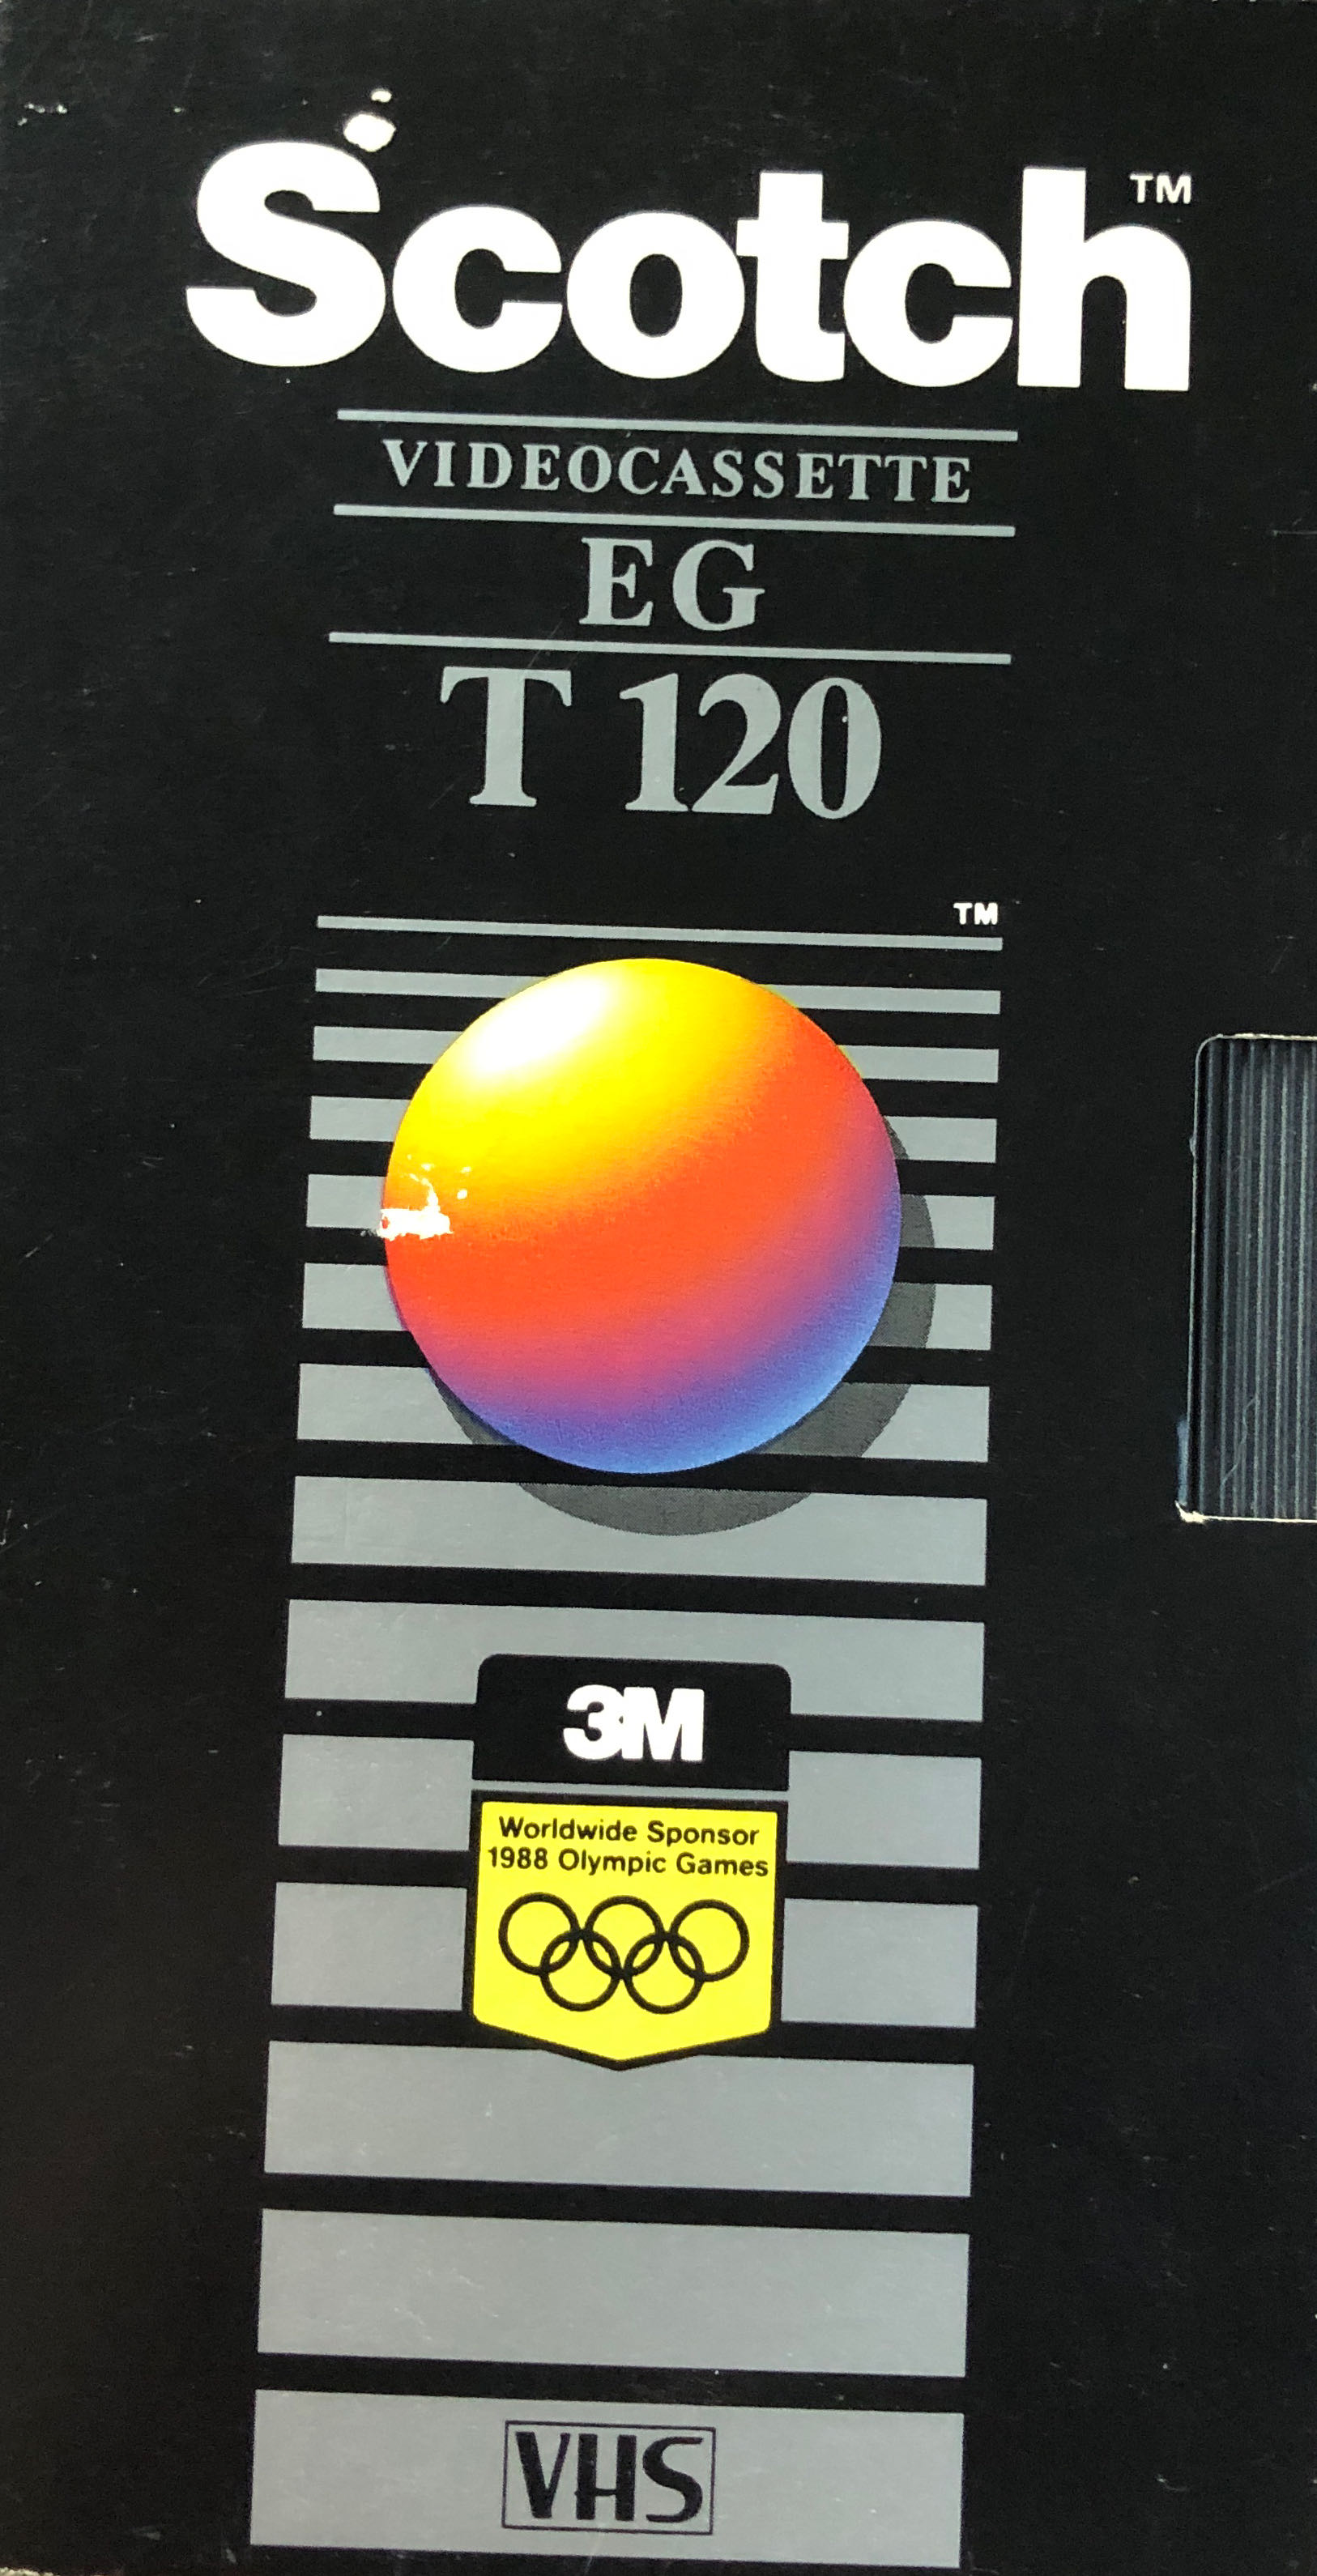 Scotch™
VIDEOCASSETTE
EG
T 120
™
3M
Worldwide Sponsor
1988 Olympic Games
VHS